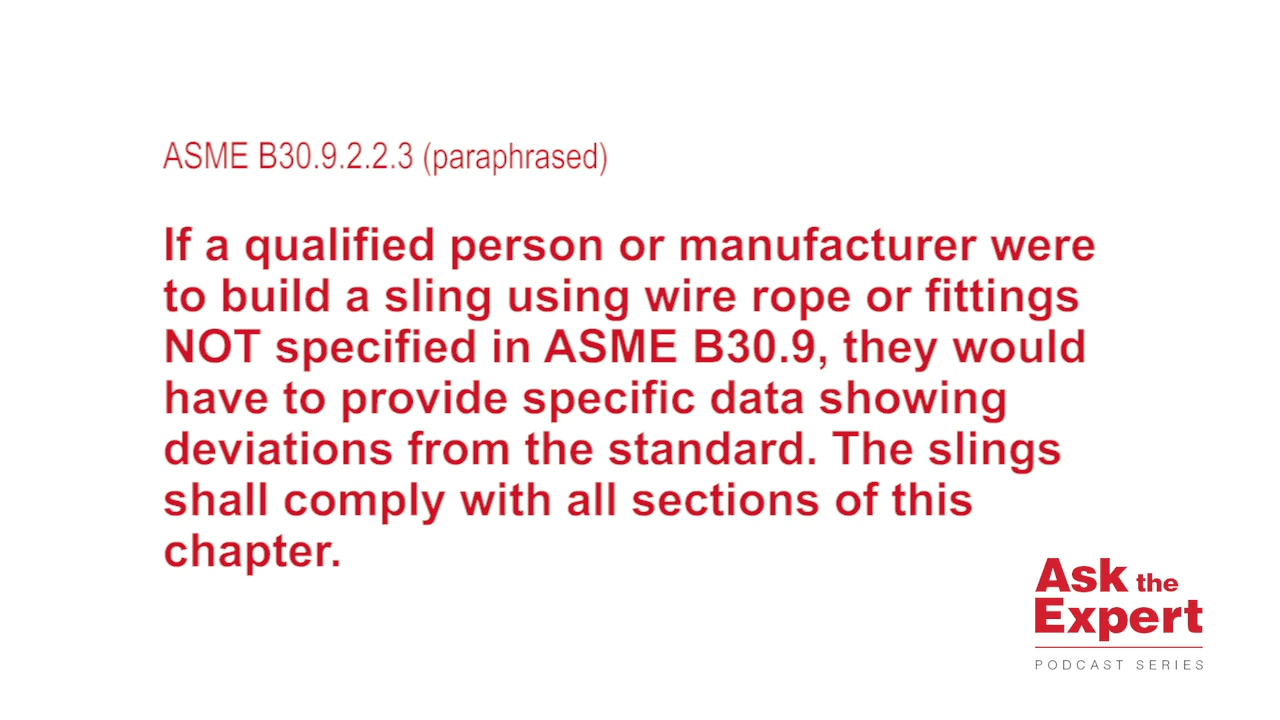 ASME B30.9.2.2.3 (paraphrased)
If a qualified person or manufacturer were
to build a sling using wire rope or fittings
NOT specified in ASME B30.9, they would
have to provide specific data showing
deviations from the standard. The slings
shall comply with all sections of this
chapter.
Ask the
Expert
PODCAST SERIES